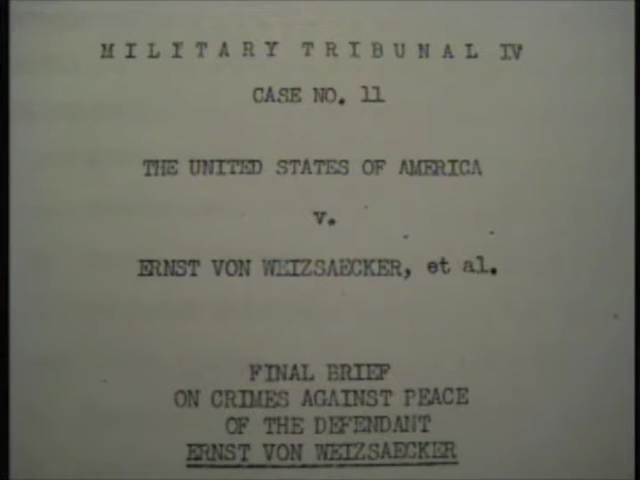 MILITARY TRIBUNAL IV
CASE NO. 11
THE UNITED STATES OF AMERICA
v.
ERNST VON WEIZSAECKER, et al.
FINAL BRIEF
ON CRIMES AGAINST PEACE
OF THE DEFENDANT
ERNST VON WEIZSAECKER